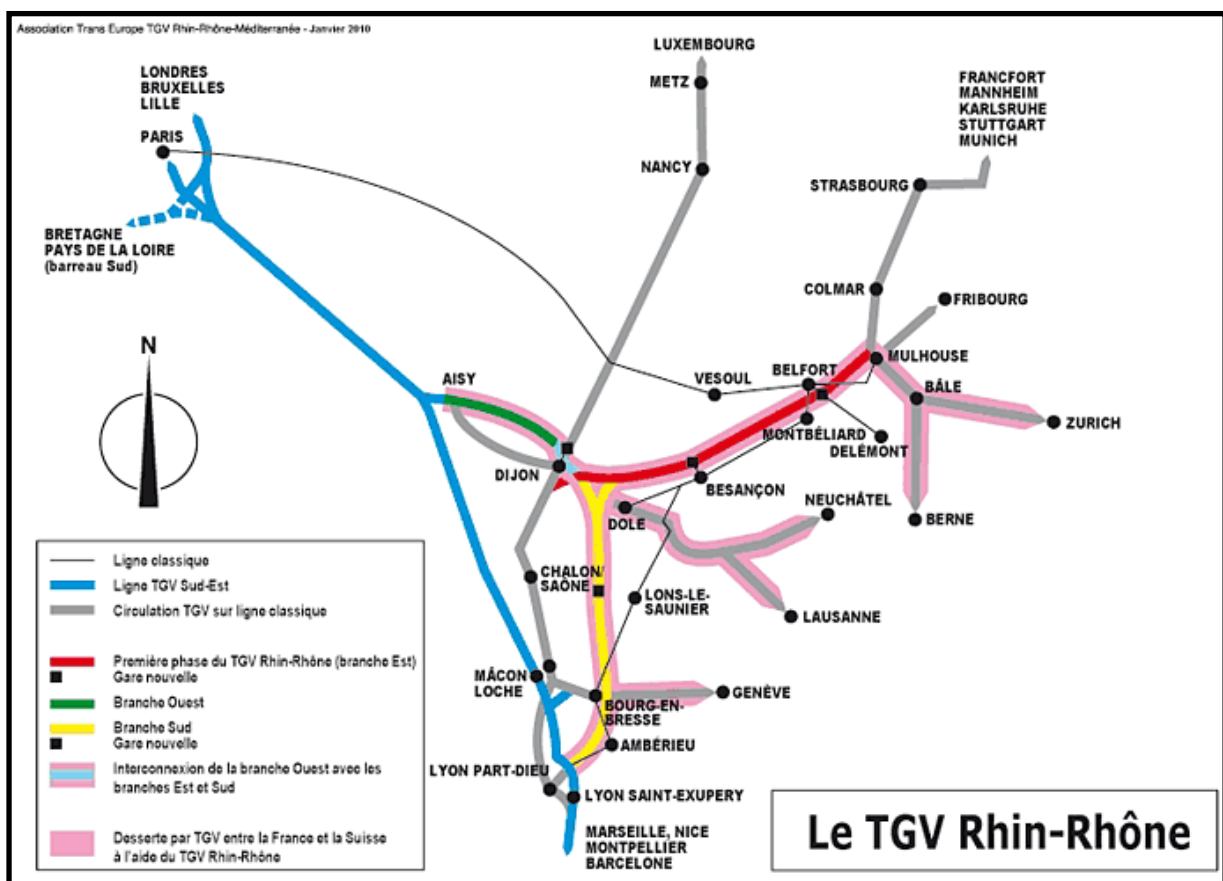 Association Trans Europe TGV Rhin-Rhône-Méditerranée - Janvier 2010
LONDRES
BRUXELLES
LILLE
PARIS
BRETAGNE
PAYS DE LA LOIRE
(barreau Sud)
LUXEMBOURG
METZ
NANCY
FRANCFORT
MANNHEIM
KARLSRUHE
STUTTGART
MUNICH
STRASBOURG
COLMAR
FRIBOURG
MULHOUSE
BELFORT
VESOUL
BÂLE
ZURICH
MONTBÉLIARD
DELÉMONT
BERNE
AISY
DIJON
BESANÇON
DOLE
NEUCHÂTEL
LAUSANNE
CHALON/
SAÔNE
LONS-LE-
SAUNIER
MÂCON
LOCHE
BOURG-EN-
BRESSE
GENÈVE
AMBÉRIEU
LYON PART-DIEU
LYON SAINT-EXUPERY
MARSEILLE, NICE
MONTPELLIER
BARCELONE
N
Ligne classique
Ligne TGV Sud-Est
Circulation TGV sur ligne classique
Première phase du TGV Rhin-Rhône (branche Est)
Gare nouvelle
Branche Ouest
Branche Sud
Gare nouvelle
Interconnexion de la branche Ouest avec les
branches Est et Sud
Desserte par TGV entre la France et la Suisse
à l'aide du TGV Rhin-Rhône
Le TGV Rhin-Rhône